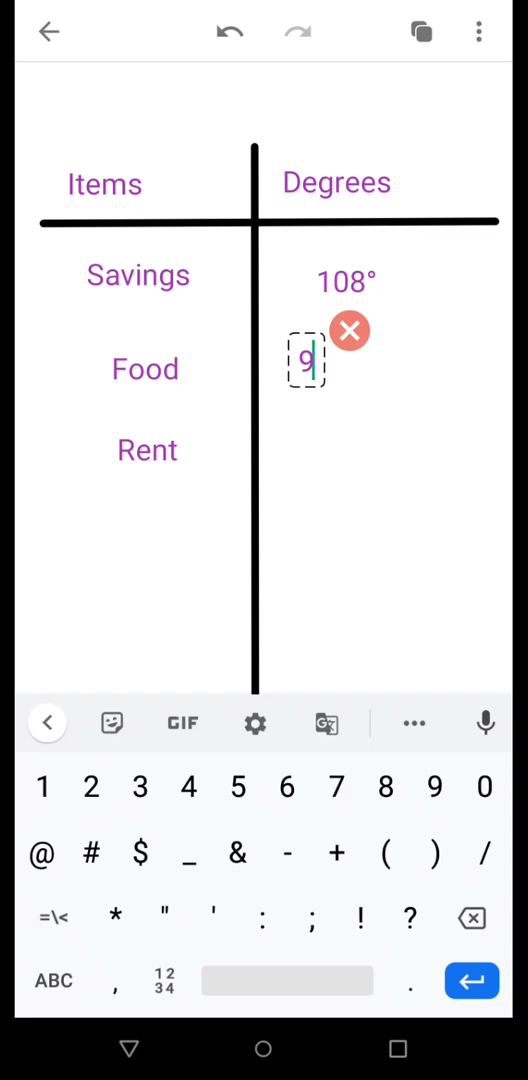 Items Degrees
Savings 108°
Food 9
Rent
GIF
1 2 3 4 5 6 7 8 9 0
@ # $ _ & - + ( ) /
=\< * " ' : ; ! ?
ABC , 12 34 .